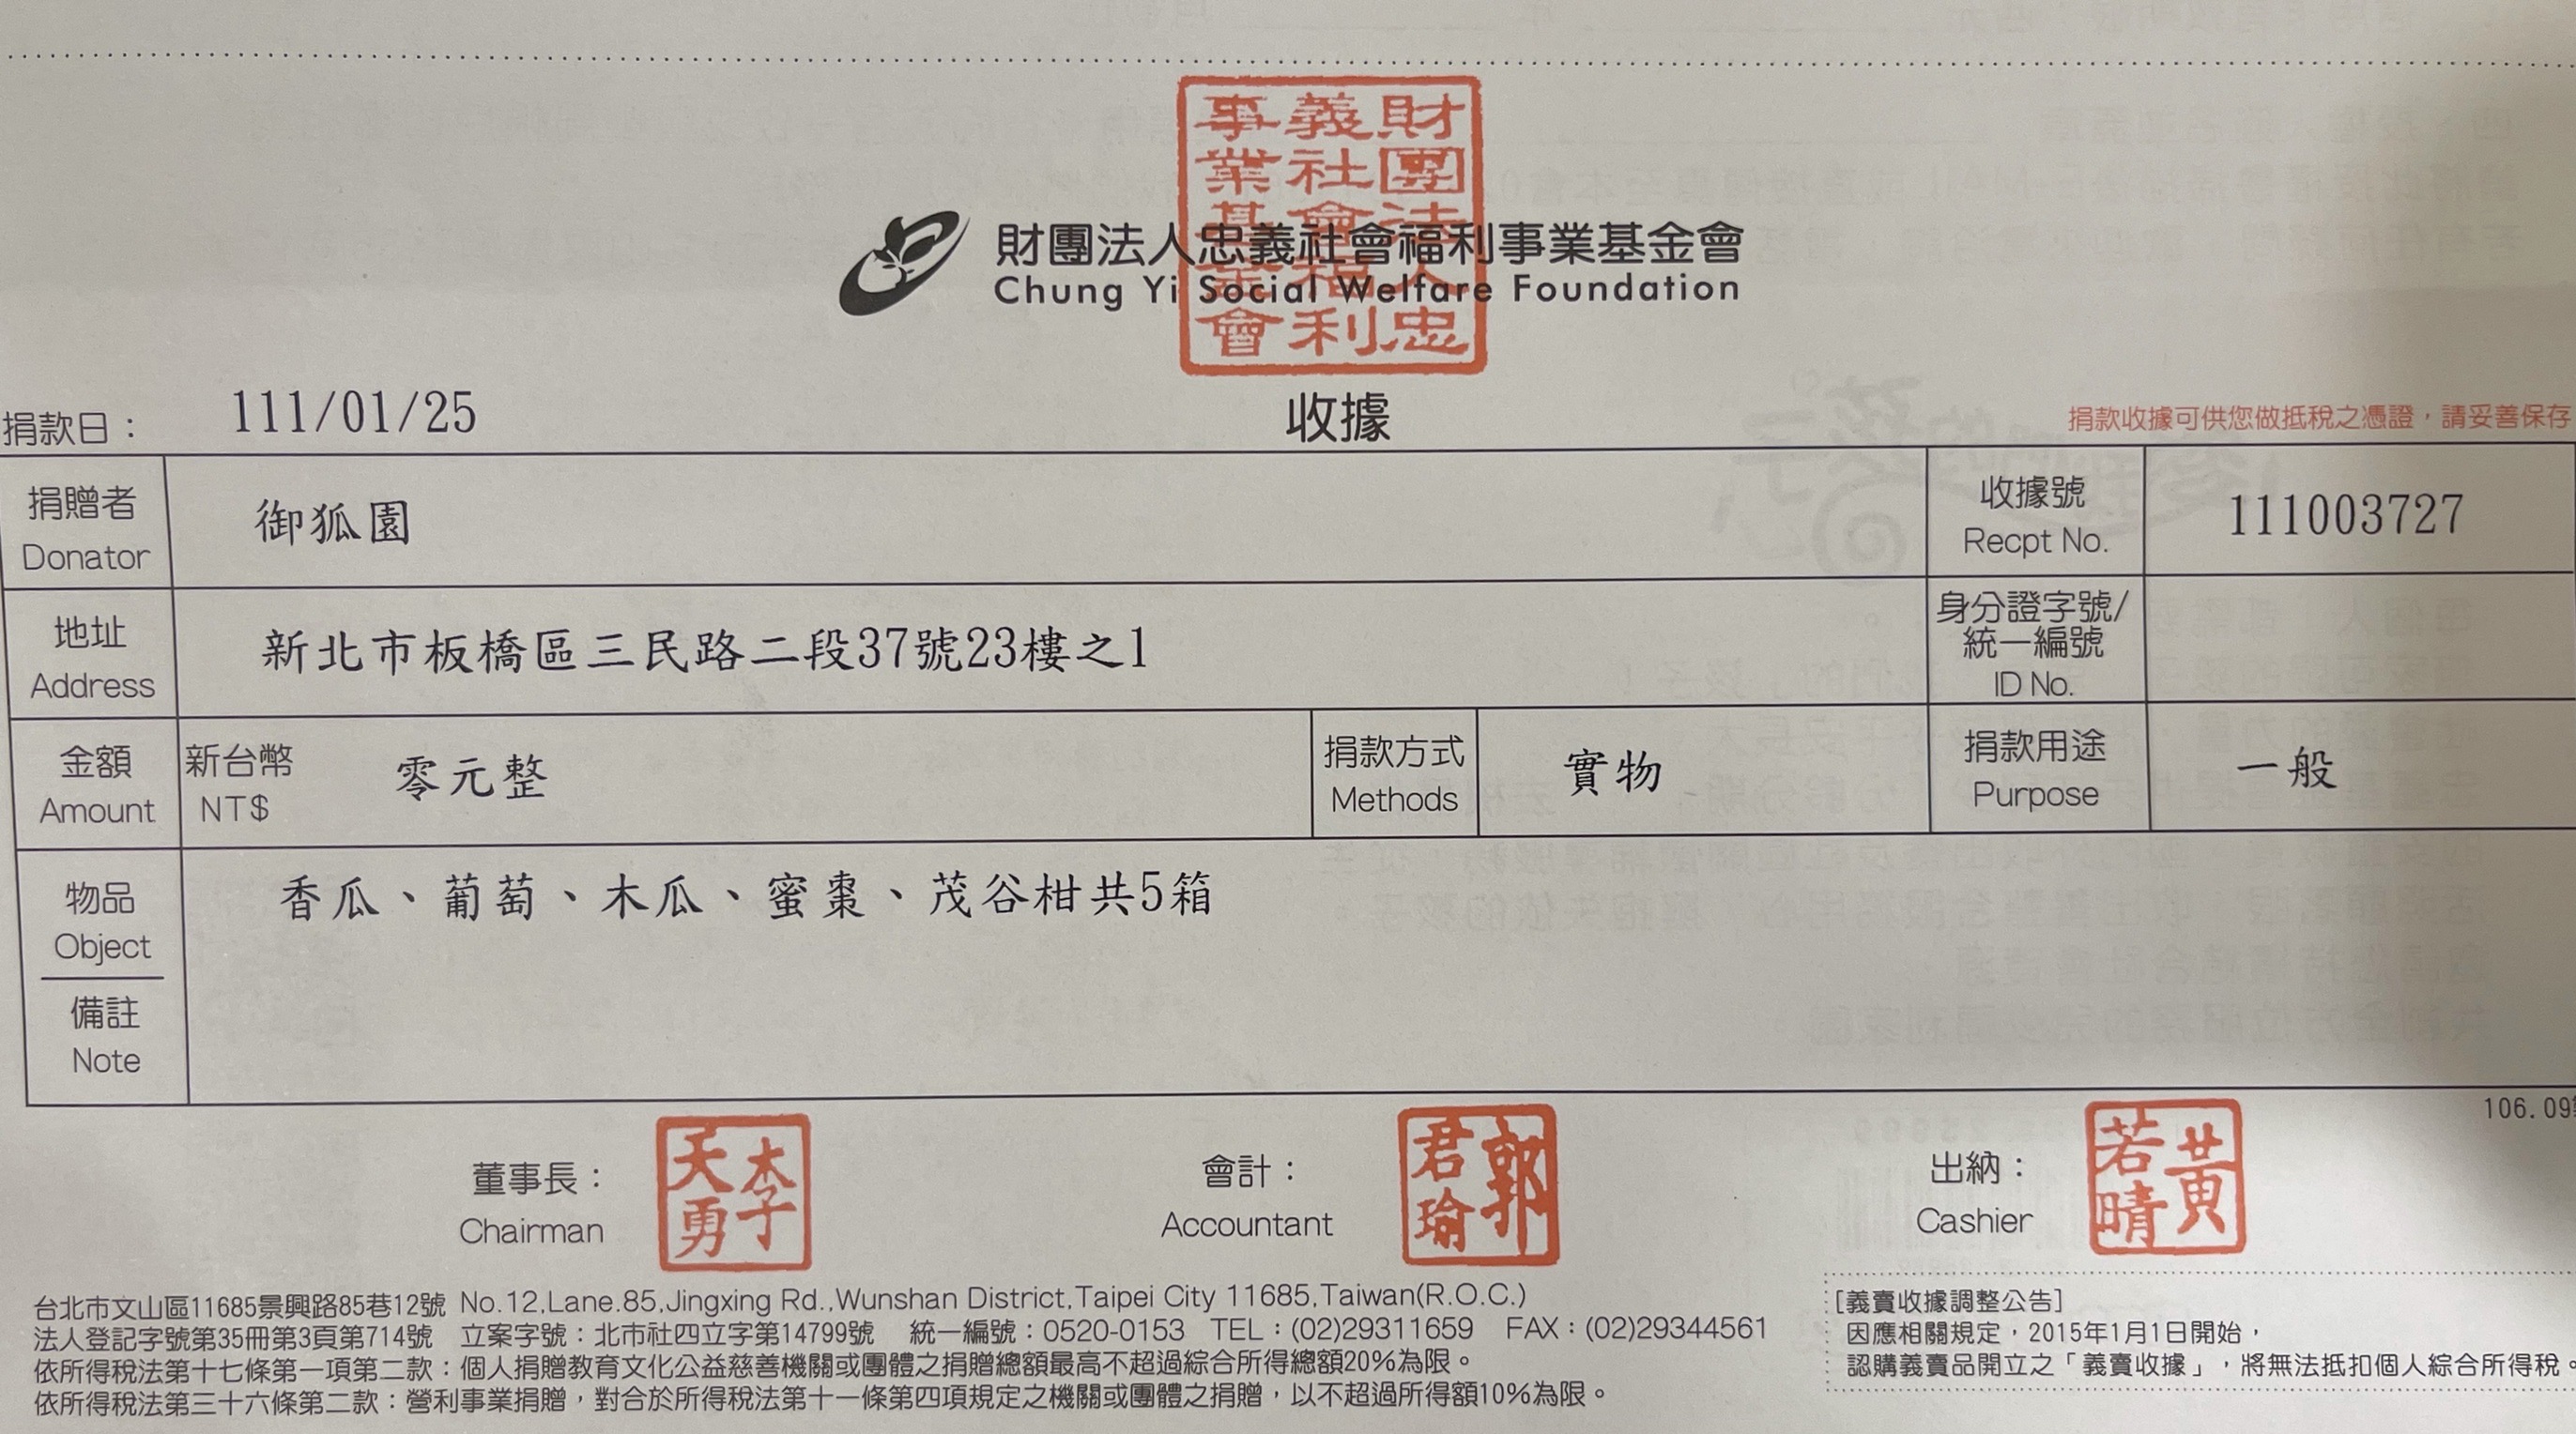 財團法人忠義社會福利事業基金會
財團法人忠義社會福利事業基金會
Chung Yi Social Welfare Foundation
捐款日： 111/01/25
收據
捐款收據可供您做抵稅之憑證，請妥善保存
捐贈者
Donator
御狐園
收據號
Recpt No.
111003727
地址
Address
新北市板橋區三民路二段37號23樓之1
身分證字號/
統一編號
ID No.
金額
Amount
新台幣
NT$
零元整
捐款方式
Methods
實物
捐款用途
Purpose
一般
物品
Object
香瓜、葡萄、木瓜、蜜棗、茂谷柑共5箱
備註
Note
106.09
董事長：
Chairman
李天勇
會計：
Accountant
郭君瑜
出納：
Cashier
黃若晴
台北市文山區11685景興路85巷12號 No.12,Lane.85,Jingxing Rd.,Wunshan District,Taipei City 11685,Taiwan(R.O.C.)
法人登記字號第35冊第3頁第714號 立案字號：北市社四立字第14799號 統一編號：0520-0153 TEL：(02)29311659 FAX：(02)29344561
依所得稅法第十七條第一項第二款：個人捐贈教育文化公益慈善機關或團體之捐贈總額最高不超過綜合所得總額20%為限。
依所得稅法第三十六條第二款：營利事業捐贈，對合於所得稅法第十一條第四項規定之機關或團體之捐贈，以不超過所得額10%為限。
[義賣收據調整公告]
因應相關規定，2015年1月1日開始，
認購義賣品開立之「義賣收據」，將無法抵扣個人綜合所得稅。